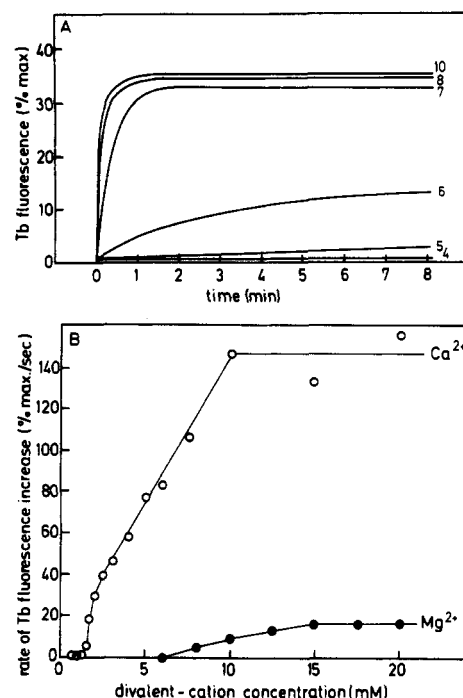 A
Tb fluorescence (% max)
40
30
20
10
0
10
8
7
6
5
4
0 1 2 3 4 5 6 7 8
time (min)
B
rate of Tb fluorescence increase (% max./sec)
140
120
100
80
60
40
20
0
Ca²⁺
Mg²⁺
0 5 10 15 20
divalent-cation concentration (mM)